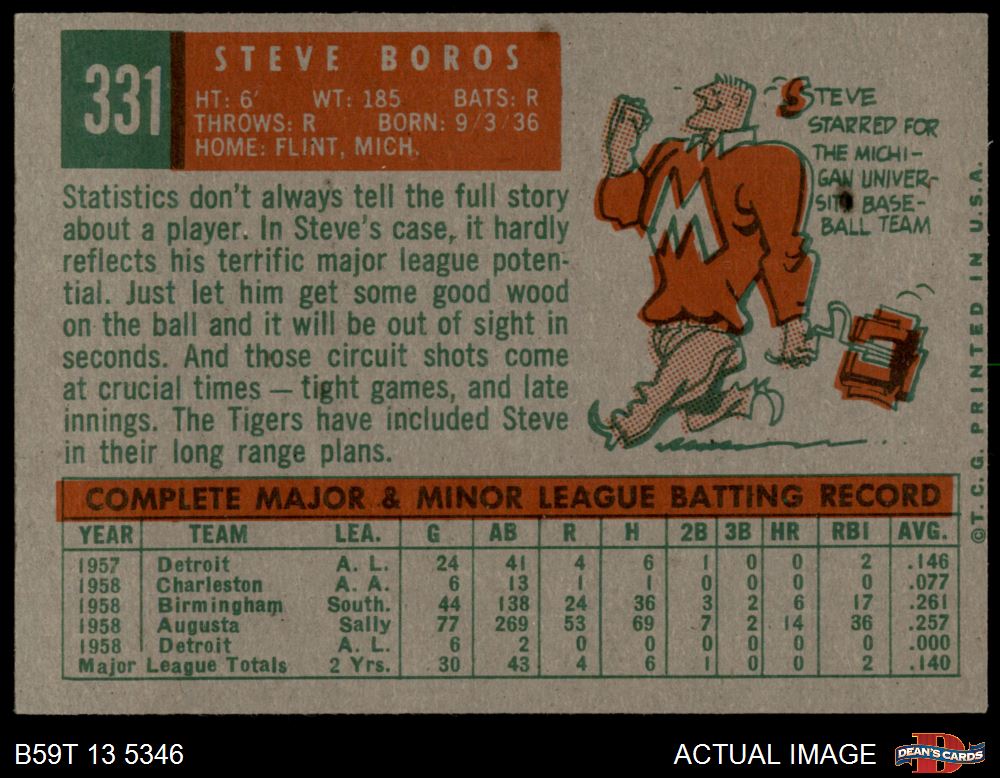 331
STEVE BOROS
HT: 6' WT: 185 BATS: R
THROWS: R BORN: 9/3/36
HOME: FLINT, MICH.
Statistics don't always tell the full story
about a player. In Steve's case, it hardly
reflects his terrific major league poten-
tial. Just let him get some good wood
on the ball and it will be out of sight in
seconds. And those circuit shots come
at crucial times — tight games, and late
innings. The Tigers have included Steve
in their long range plans.
STEVE
STARRED FOR
THE MICHI-
GAN UNIVER-
SITY BASE-
BALL TEAM
M
COMPLETE MAJOR & MINOR LEAGUE BATTING RECORD
YEAR TEAM LEA. G AB R H 2B 3B HR RBI AVG.
1957 Detroit A. L. 24 41 4 6 1 0 0 2 .146
1958 Charleston A. A. 6 13 1 1 0 0 0 0 .077
1958 Birmingham South. 44 138 24 36 3 2 6 17 .261
1958 Augusta Sally 77 269 53 69 7 2 14 36 .257
1958 Detroit A. L. 6 2 0 0 0 0 0 0 .000
Major League Totals 2 Yrs. 30 43 4 6 1 0 0 2 .140
©T.C.G. PRINTED IN U.S.A.
B59T 13 5346
ACTUAL IMAGE
DEAN'S CARDS